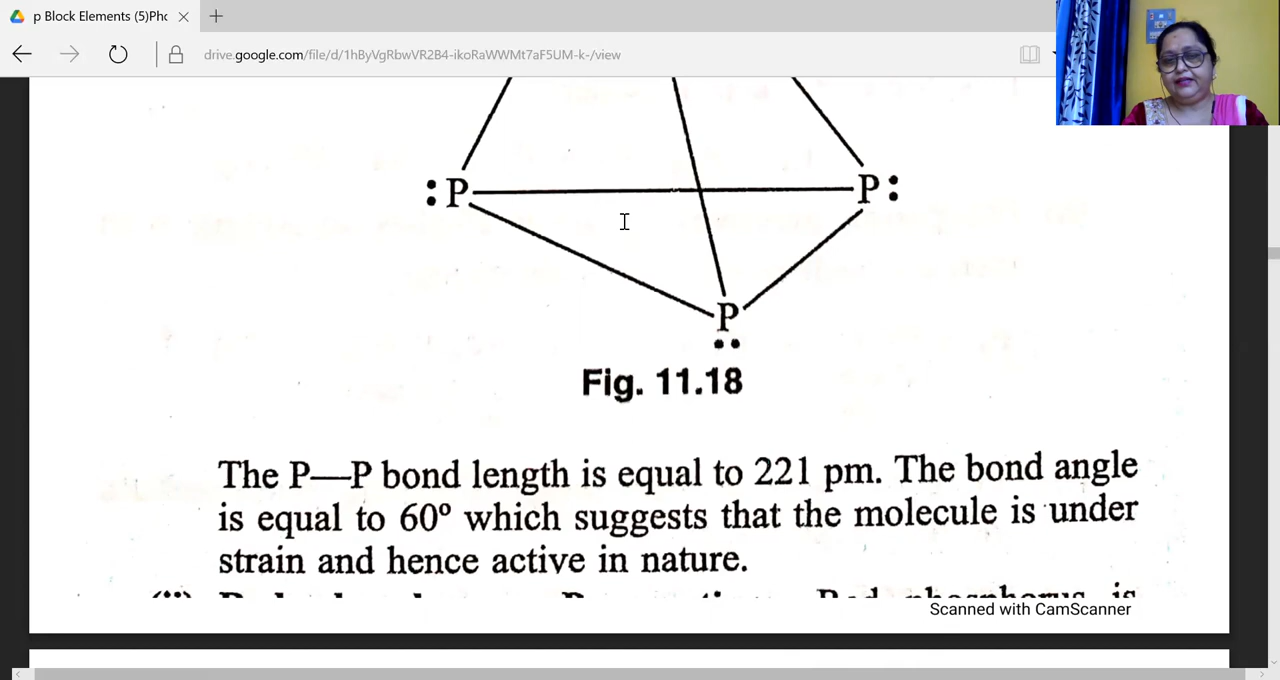 p Block Elements (5)Pho
drive.google.com/file/d/1hByVgRbwVR2B4-ikoRaWWMt7aF5UM-k-/view
:P
P:
P
Fig. 11.18
The P—P bond length is equal to 221 pm. The bond angle
is equal to 60° which suggests that the molecule is under
strain and hence active in nature.
phosphorus is
Scanned with CamScanner